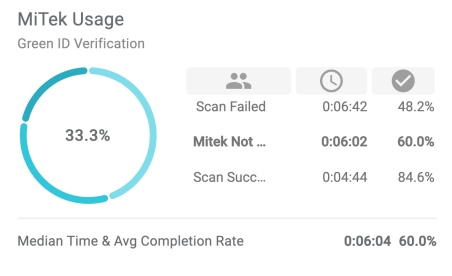 MiTek Usage
Green ID Verification
33.3%
Scan Failed 0:06:42 48.2%
Mitek Not ... 0:06:02 60.0%
Scan Succ... 0:04:44 84.6%
Median Time & Avg Completion Rate 0:06:04 60.0%